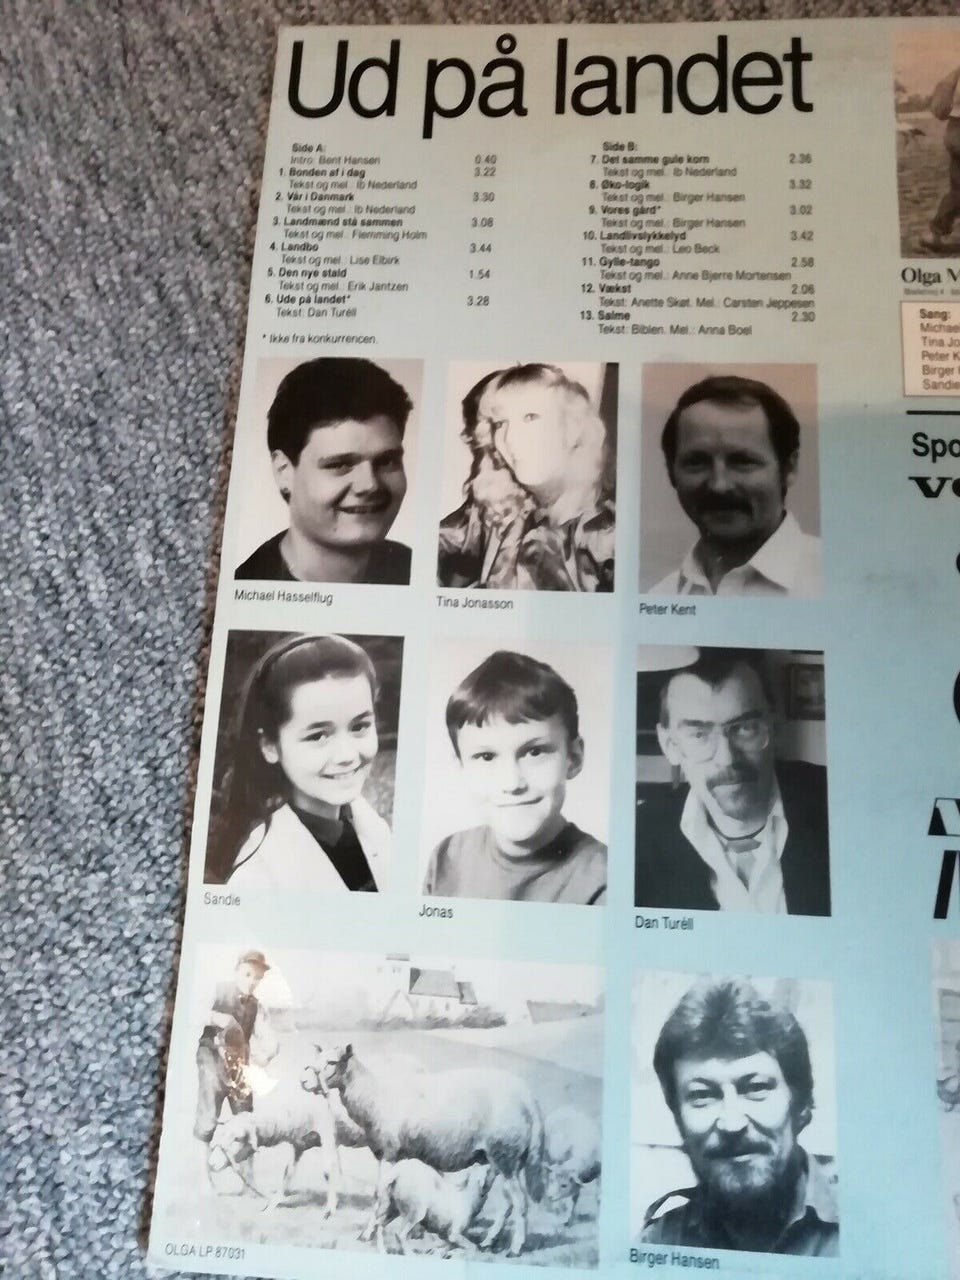 Ud på landet
Side A:
Intro: Bent Hansen 0.40
1. Bonden af i dag 3.22
Tekst og mel.: Ib Nederland
2. Vår i Danmark 3.30
Tekst og mel.: Ib Nederland
3. Landmænd stå sammen 3.08
Tekst og mel.: Flemming Holm
4. Landbo 3.44
Tekst og mel.: Lise Elbirk
5. Den nye stald 1.54
Tekst og mel.: Erik Jantzen
6. Ude på landet* 3.28
Tekst: Dan Turéll
* Ikke fra konkurrencen.
Side B:
7. Det samme gule korn 2.36
Tekst og mel.: Ib Nederland
8. Øko-logik 3.32
Tekst og mel.: Birger Hansen
9. Vores gård* 3.02
Tekst og mel.: Birger Hansen
10. Landlivslykkelyd 3.42
Tekst og mel.: Leo Beck
11. Gylle-tango 2.58
Tekst og mel.: Anne Bjerre Mortensen
12. Vækst 2.06
Tekst: Anette Skøt. Mel.: Carsten Jeppesen
13. Salme 2.30
Tekst: Biblen. Mel.: Anna Boel
Olga M
Sang:
Michael
Tina Jo
Peter K
Birger
Sandie
Spo
Michael Hasselflug
Tina Jonasson
Peter Kent
Sandie
Jonas
Dan Turéll
OLGA LP 87031
Birger Hansen